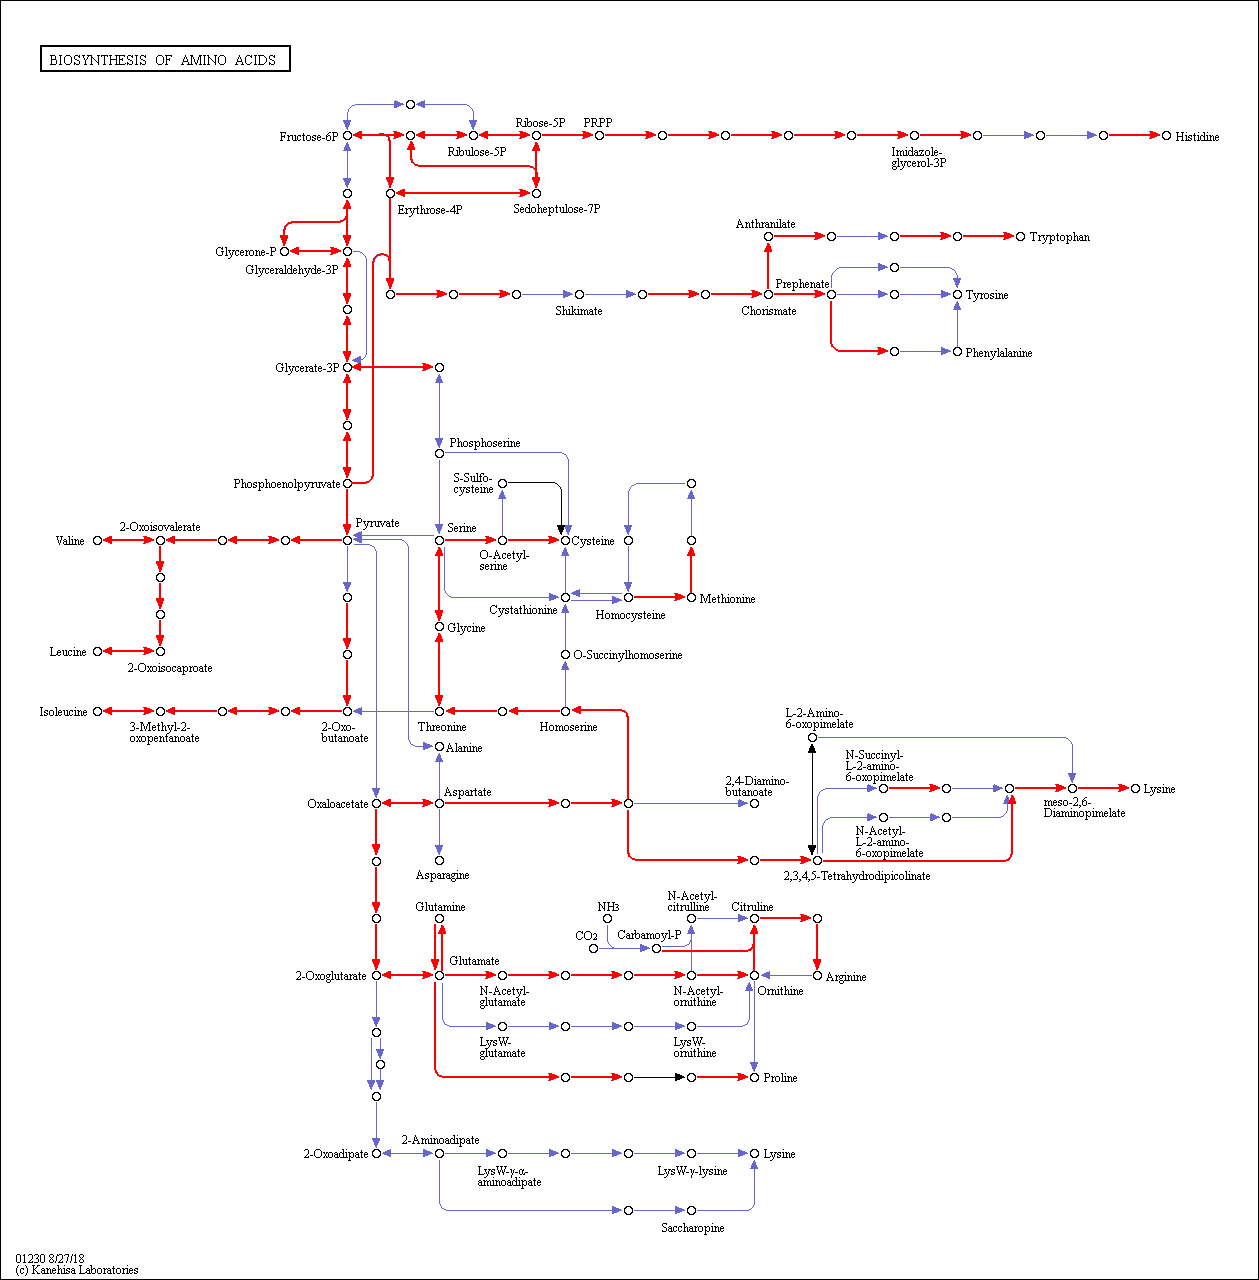 BIOSYNTHESIS OF AMINO ACIDS
Fructose-6P
Ribulose-5P
Ribose-5P
PRPP
Imidazole-
glycerol-3P
Histidine
Erythrose-4P
Sedoheptulose-7P
Glycerone-P
Glyceraldehyde-3P
Anthranilate
Tryptophan
Prephenate
Shikimate
Chorismate
Tyrosine
Phenylalanine
Glycerate-3P
Phosphoserine
Phosphoenolpyruvate
S-Sulfo-
cysteine
Valine
2-Oxoisovalerate
Pyruvate
Serine
O-Acetyl-
serine
Cysteine
Cystathionine
Homocysteine
Methionine
Glycine
Leucine
2-Oxoisocaproate
O-Succinylhomoserine
Isoleucine
3-Methyl-2-
oxopentanoate
2-Oxo-
butanoate
Threonine
Homoserine
Alanine
L-2-Amino-
6-oxopimelate
N-Succinyl-
L-2-amino-
6-oxopimelate
2,4-Diamino-
butanoate
Oxaloacetate
Aspartate
Lysine
meso-2,6-
Diaminopimelate
N-Acetyl-
L-2-amino-
6-oxopimelate
Asparagine
2,3,4,5-Tetrahydrodipicolinate
Glutamine
NH3
N-Acetyl-
citrulline
Citruline
CO2
Carbamoyl-P
2-Oxoglutarate
Glutamate
N-Acetyl-
glutamate
N-Acetyl-
ornithine
Ornithine
Arginine
LysW-
glutamate
LysW-
ornithine
Proline
2-Oxoadipate
2-Aminoadipate
LysW-γ-α-
aminoadipate
LysW-γ-lysine
Lysine
Saccharopine
01230 8/27/18
(c) Kanehisa Laboratories